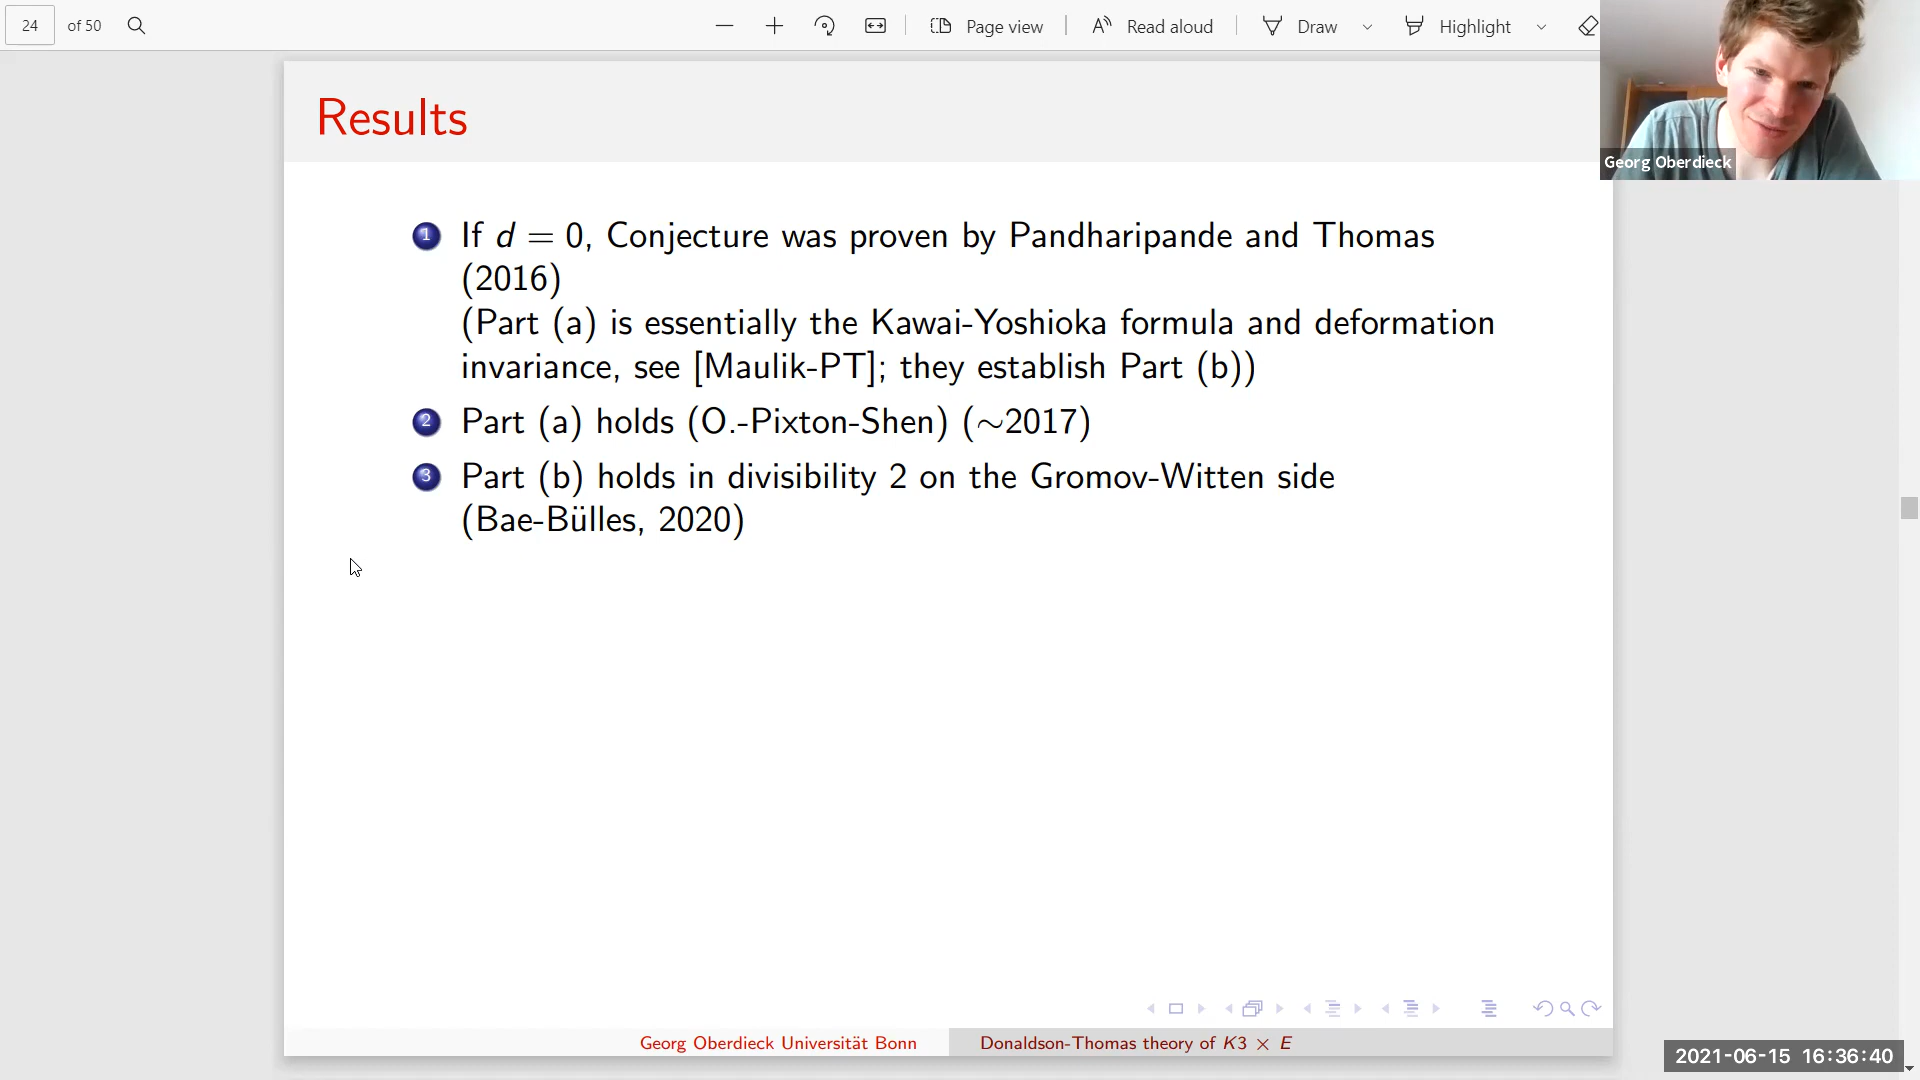 24 of 50 Page view Read aloud Draw Highlight
Results
Georg Oberdieck
1 If d = 0, Conjecture was proven by Pandharipande and Thomas
(2016)
(Part (a) is essentially the Kawai-Yoshioka formula and deformation
invariance, see [Maulik-PT]; they establish Part (b))
2 Part (a) holds (O.-Pixton-Shen) (∼2017)
3 Part (b) holds in divisibility 2 on the Gromov-Witten side
(Bae-Bülles, 2020)
Georg Oberdieck Universität Bonn Donaldson-Thomas theory of K3 × E
2021-06-15 16:36:40